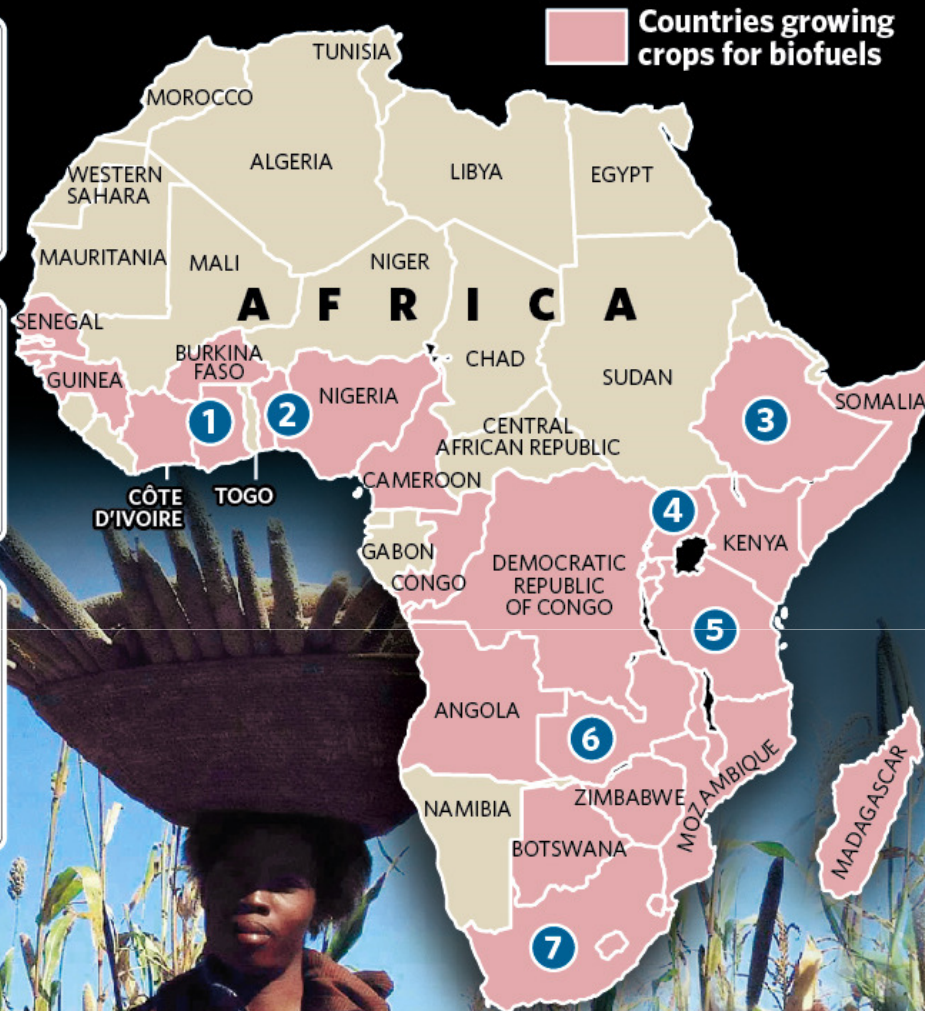 Countries growing
crops for biofuels
TUNISIA
MOROCCO
ALGERIA
LIBYA
EGYPT
WESTERN
SAHARA
MAURITANIA
MALI
NIGER
AFRICA
SENEGAL
CHAD
SUDAN
BURKINA
FASO
GUINEA
NIGERIA
SOMALIA
1
2
3
CENTRAL
AFRICAN REPUBLIC
CAMEROON
CÔTE
D'IVOIRE
TOGO
4
KENYA
GABON
CONGO
DEMOCRATIC
REPUBLIC
OF CONGO
5
ANGOLA
6
MOZAMBIQUE
MADAGASCAR
NAMIBIA
ZIMBABWE
BOTSWANA
7